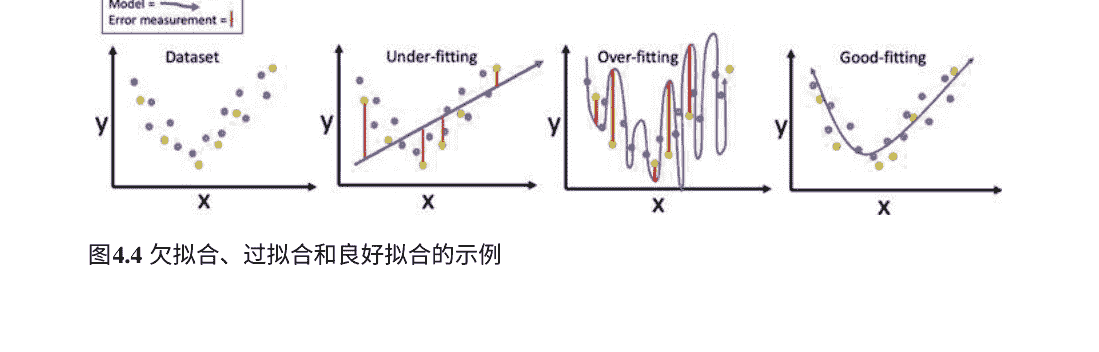 Model =
Error measurement =
Dataset
Under-fitting
Over-fitting
Good-fitting
y
y
y
y
x
x
x
x
图4.4 欠拟合、过拟合和良好拟合的示例